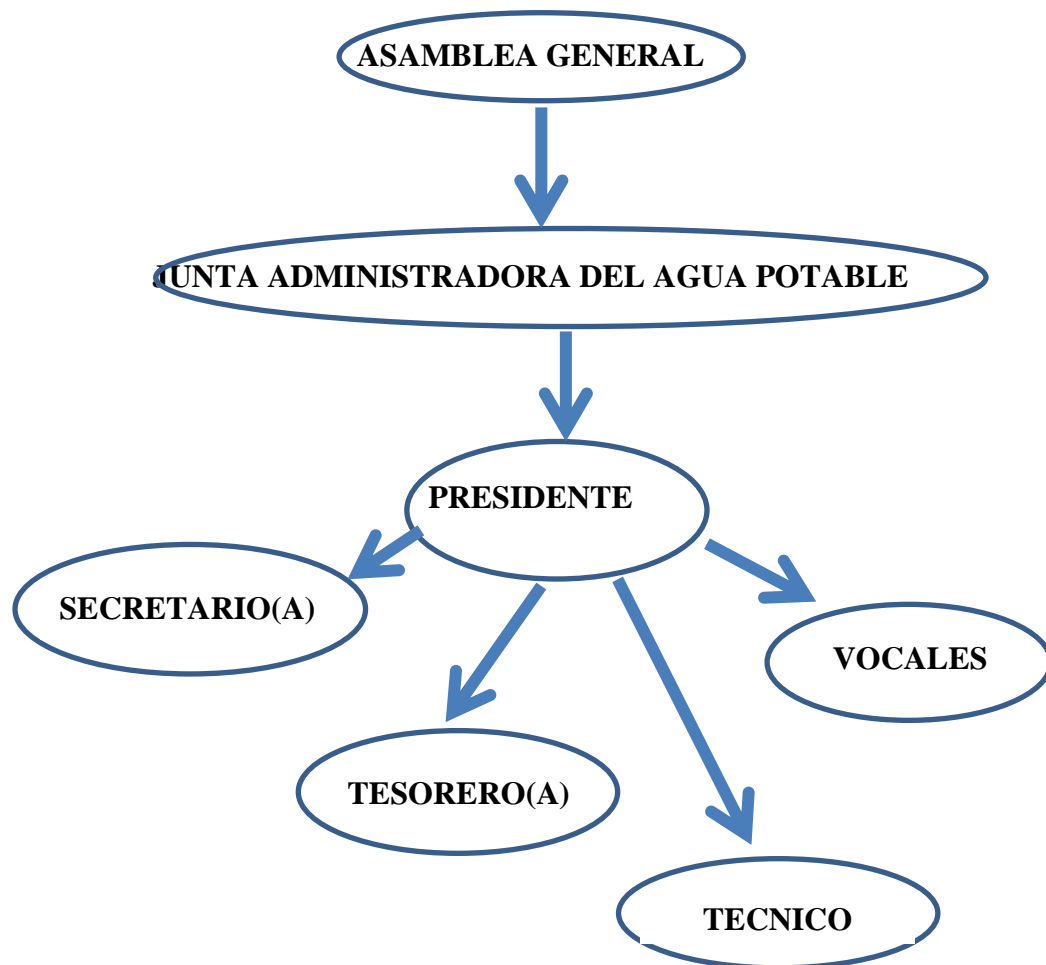 ASAMBLEA GENERAL
JUNTA ADMINISTRADORA DEL AGUA POTABLE
PRESIDENTE
SECRETARIO(A)
VOCALES
TESORERO(A)
TECNICO